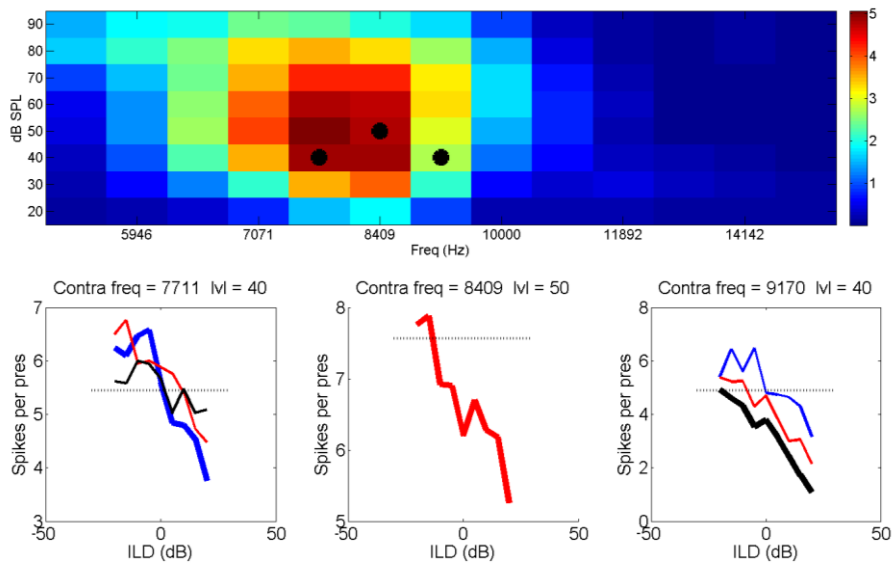 90
80
70
60
50
40
30
20
dB SPL
5946 7071 8409 10000 11892 14142
Freq (Hz)
5
4
3
2
1
Contra freq = 7711 lvl = 40
7
6
5
4
3
Spikes per pres
-50 0 50
ILD (dB)
Contra freq = 8409 lvl = 50
8
7
6
5
Spikes per pres
-50 0 50
ILD (dB)
Contra freq = 9170 lvl = 40
8
6
4
2
0
Spikes per pres
-50 0 50
ILD (dB)